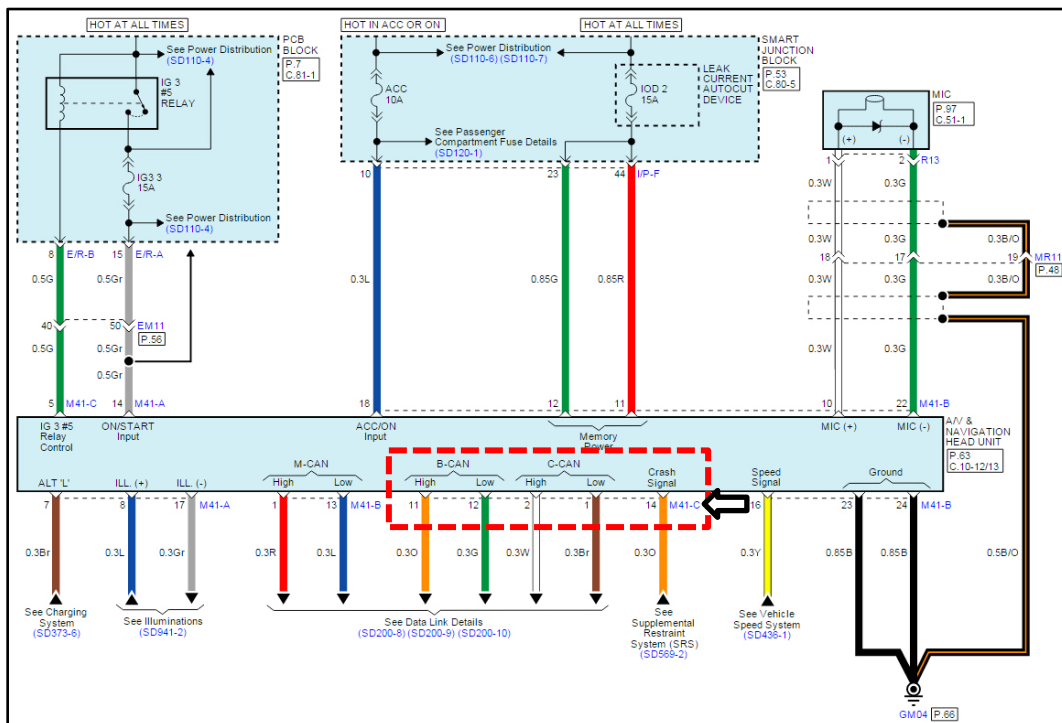 HOT AT ALL TIMES
HOT IN ACC OR ON
HOT AT ALL TIMES
See Power Distribution
(SD110-4)
PCB
BLOCK
P.7
C.81-1
IG 3
#5
RELAY
IG3 3
15A
See Power Distribution
(SD110-4)
See Power Distribution
(SD110-6) (SD110-7)
SMART
JUNCTION
BLOCK
P.53
C.80-5
ACC
10A
IOD 2
15A
LEAK
CURRENT
AUTOCUT
DEVICE
See Passenger
Compartment Fuse Details
(SD120-1)
MIC
P.97
C.51-1
(+)
(-)
8 E/R-B
15 E/R-A
10
23
44 I/P-F
1
2 R13
0.5G
0.5Gr
0.3L
0.85G
0.85R
0.3W
0.3G
0.3W
0.3G
0.3B/O
18
17
19 MR11
P.48
0.3W
0.3G
0.3B/O
40
50 EM11
P.56
0.5G
0.5Gr
0.5Gr
0.3W
0.3G
5 M41-C
14 M41-A
18
12
11
10
22 M41-B
IG 3 #5
Relay
Control
ON/START
Input
ACC/ON
Input
Memory
Power
MIC (+)
MIC (-)
A/V &
NAVIGATION
HEAD UNIT
P.63
C.10-12/13
ALT 'L'
ILL. (+)
ILL. (-)
M-CAN
High
Low
B-CAN
High
Low
C-CAN
High
Low
Crash
Signal
Speed
Signal
Ground
7
8
17 M41-A
1
13 M41-B
11
12
2
1
14 M41-C
16
23
24 M41-B
0.3Br
0.3L
0.3Gr
0.3R
0.3L
0.3O
0.3G
0.3W
0.3Br
0.3O
0.3Y
0.85B
0.85B
0.5B/O
See Charging
System
(SD373-6)
See Illuminations
(SD941-2)
See Data Link Details
(SD200-8) (SD200-9) (SD200-10)
See
Supplemental
Restraint
System (SRS)
(SD569-2)
See Vehicle
Speed System
(SD436-1)
GM04 P.66